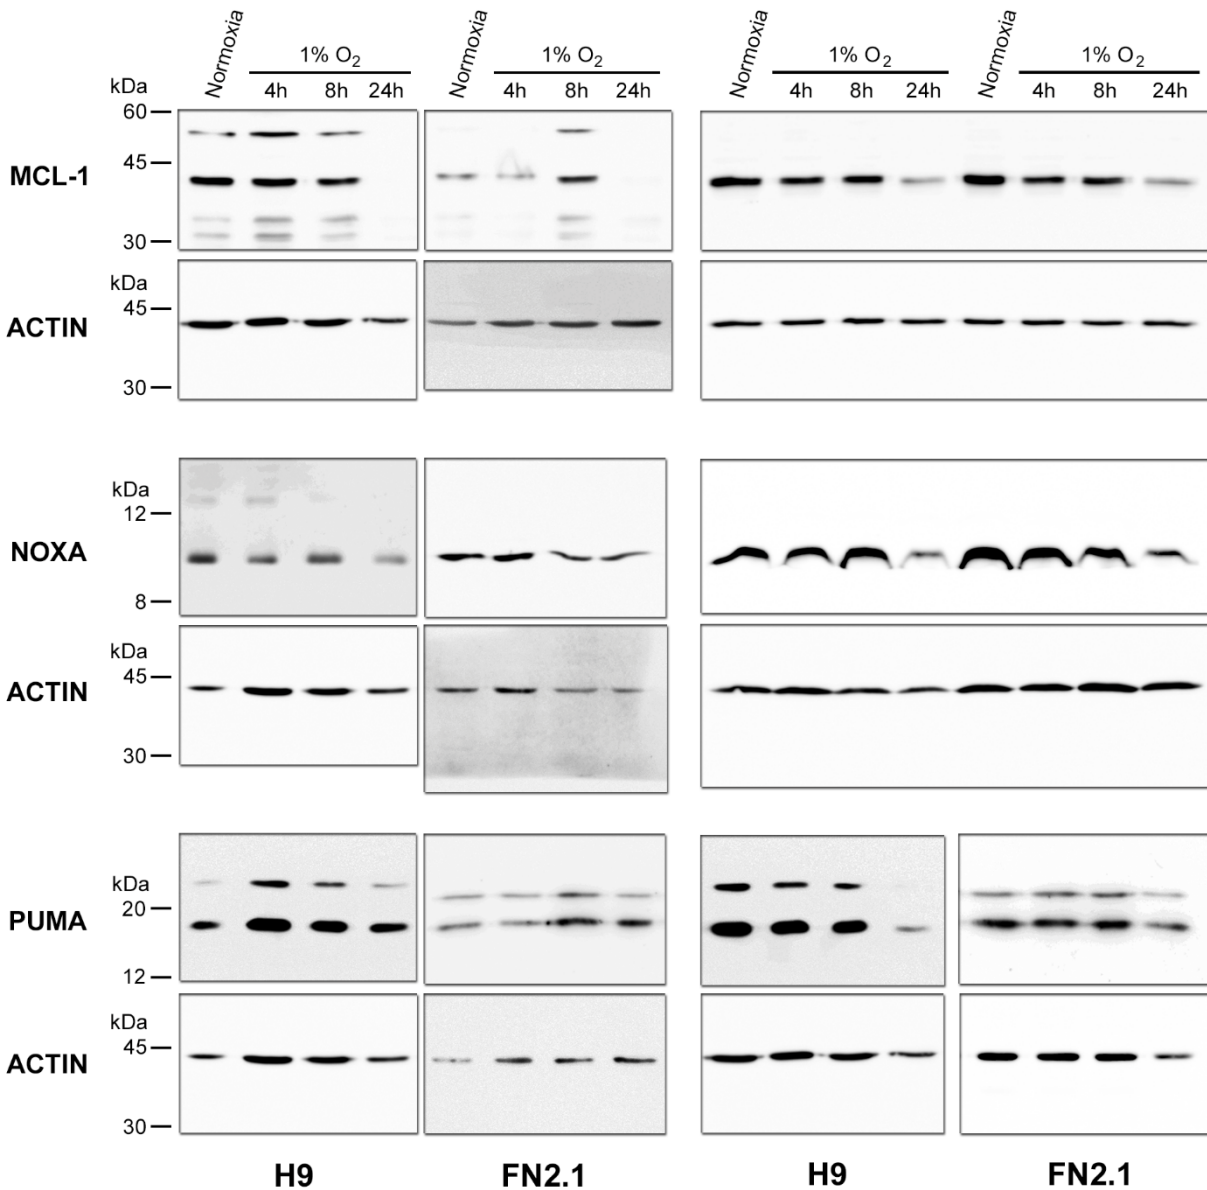 Normoxia 1% O2 Normoxia 1% O2 Normoxia 1% O2 Normoxia 1% O2
kDa 4h 8h 24h 4h 8h 24h 4h 8h 24h 4h 8h 24h
60
45
MCL-1
30
kDa
45
ACTIN
30
kDa
12
NOXA
8
kDa
45
ACTIN
30
kDa
20
PUMA
12
kDa
45
ACTIN
30
H9 FN2.1 H9 FN2.1